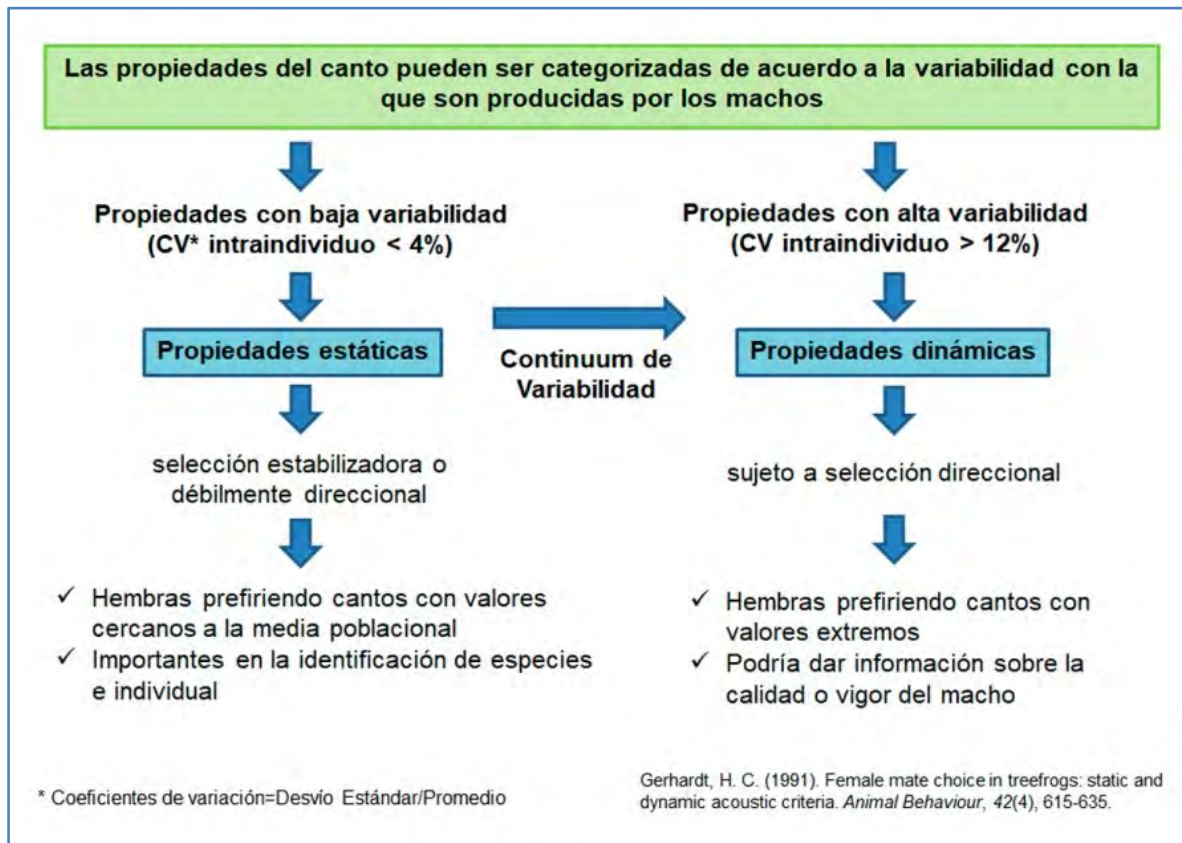 Las propiedades del canto pueden ser categorizadas de acuerdo a la variabilidad con la
que son producidas por los machos
Propiedades con baja variabilidad
(CV* intraindividuo < 4%)
Propiedades estáticas
selección estabilizadora o
débilmente direccional
✓ Hembras prefiriendo cantos con valores
cercanos a la media poblacional
✓ Importantes en la identificación de especies
e individual
Continuum de
Variabilidad
Propiedades con alta variabilidad
(CV intraindividuo > 12%)
Propiedades dinámicas
sujeto a selección direccional
✓ Hembras prefiriendo cantos con
valores extremos
✓ Podría dar información sobre la
calidad o vigor del macho
* Coeficientes de variación=Desvío Estándar/Promedio
Gerhardt, H. C. (1991). Female mate choice in treefrogs: static and
dynamic acoustic criteria. Animal Behaviour, 42(4), 615-635.